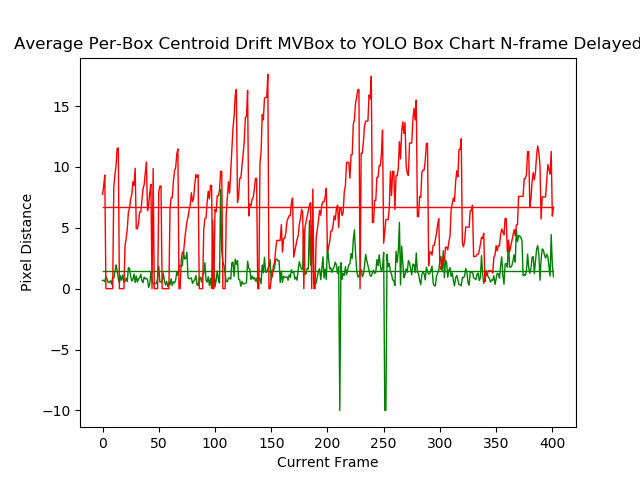 Average Per-Box Centroid Drift MVBox to YOLO Box Chart N-frame Delayed
Pixel Distance
15
10
5
0
−5
−10
0 50 100 150 200 250 300 350 400
Current Frame